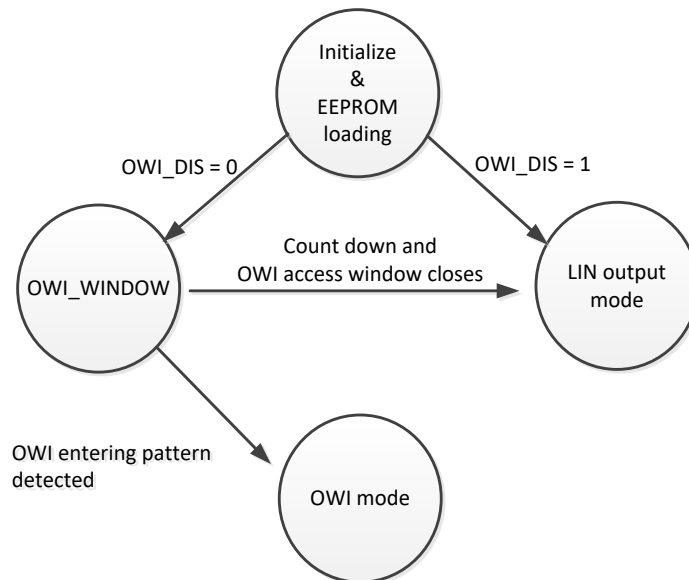 Initialize
&
EEPROM
loading
OWI_DIS = 0
OWI_DIS = 1
Count down and
OWI access window closes
OWI_WINDOW
LIN output
mode
OWI entering pattern
detected
OWI mode